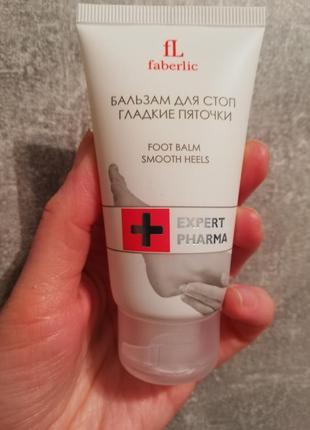 fL
faberlic
БАЛЬЗАМ ДЛЯ СТОП
ГЛАДКИЕ ПЯТОЧКИ
FOOT BALM
SMOOTH HEELS
EXPERT
PHARMA